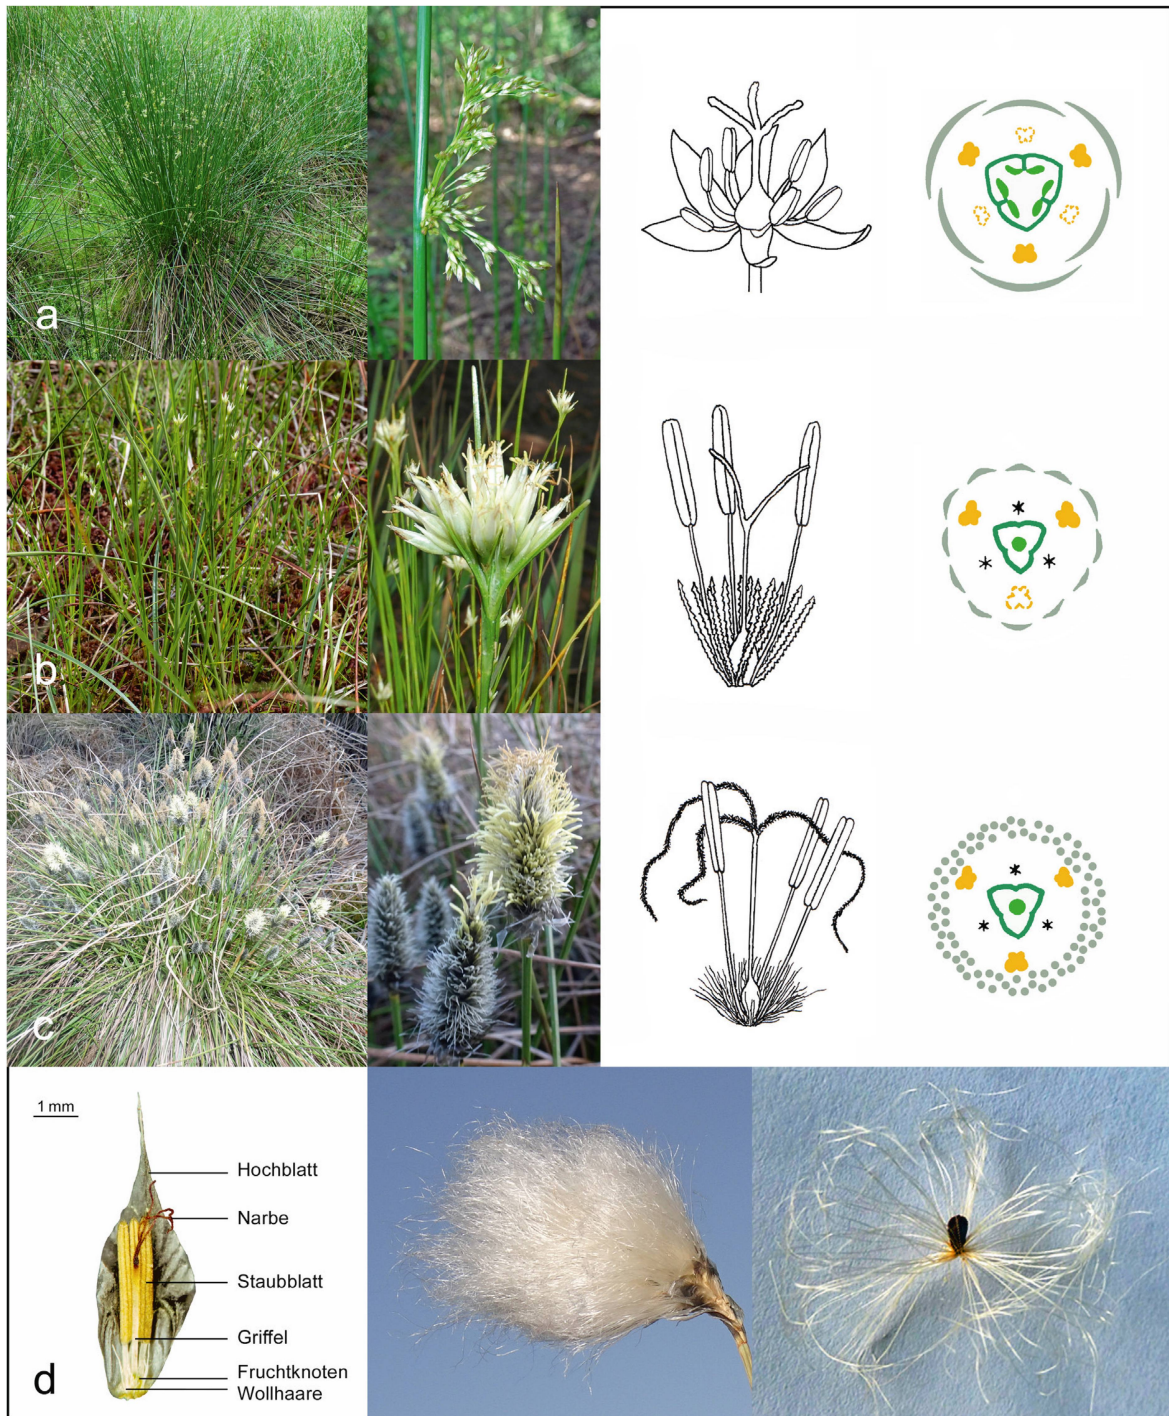 a
b
c
1 mm
Hochblatt
Narbe
Staubblatt
Griffel
Fruchtknoten
Wollhaare
d